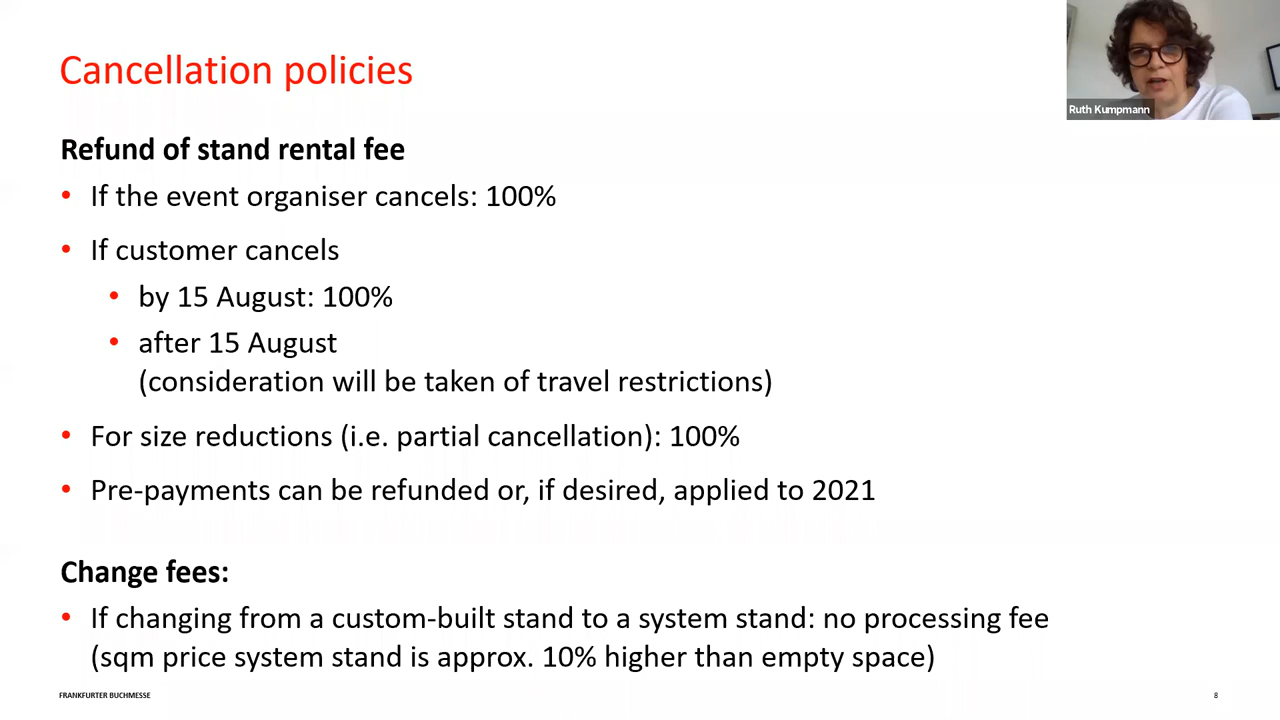 Cancellation policies
Ruth Kumpmann
Refund of stand rental fee
• If the event organiser cancels: 100%
• If customer cancels
• by 15 August: 100%
• after 15 August
(consideration will be taken of travel restrictions)
• For size reductions (i.e. partial cancellation): 100%
• Pre-payments can be refunded or, if desired, applied to 2021
Change fees:
• If changing from a custom-built stand to a system stand: no processing fee
(sqm price system stand is approx. 10% higher than empty space)
FRANKFURTER BUCHMESSE
8